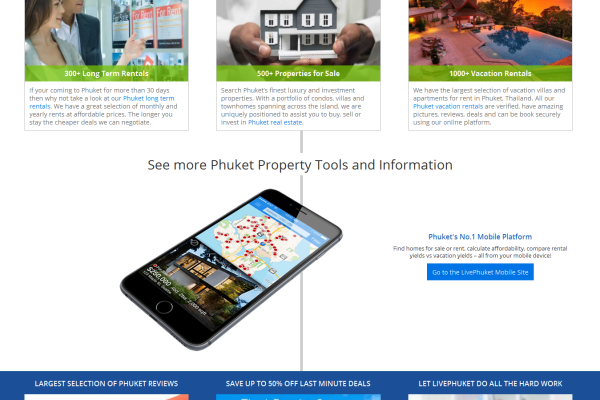 For Rent
For Rent
300+ Long Term Rentals
If your coming to Phuket for more than 30 days
then why not take a look at our Phuket long term
rentals. We have a great selection of monthly and
yearly rents at affordable prices. The longer you
stay the cheaper deals we can negotiate.
500+ Properties for Sale
Search Phuket's finest luxury and investment
properties. With a portfolio of condos, villas and
townhomes spanning across the island, we are
uniquely positioned to assist you to buy, sell or
invest in Phuket real estate.
1000+ Vacation Rentals
We have the largest selection of vacation villas and
apartments for rent in Phuket, Thailand. All our
Phuket vacation rentals are verified, have amazing
pictures, reviews, deals and can be book securely
using our online platform.
See more Phuket Property Tools and Information
$250,000
Phuket's No.1 Mobile Platform
Find homes for sale or rent, calculate affordability, compare rental
yields vs vacation yields – all from your mobile device!
Go to the LivePhuket Mobile Site
LARGEST SELECTION OF PHUKET REVIEWS
SAVE UP TO 50% OFF LAST MINUTE DEALS
LET LIVEPHUKET DO ALL THE HARD WORK